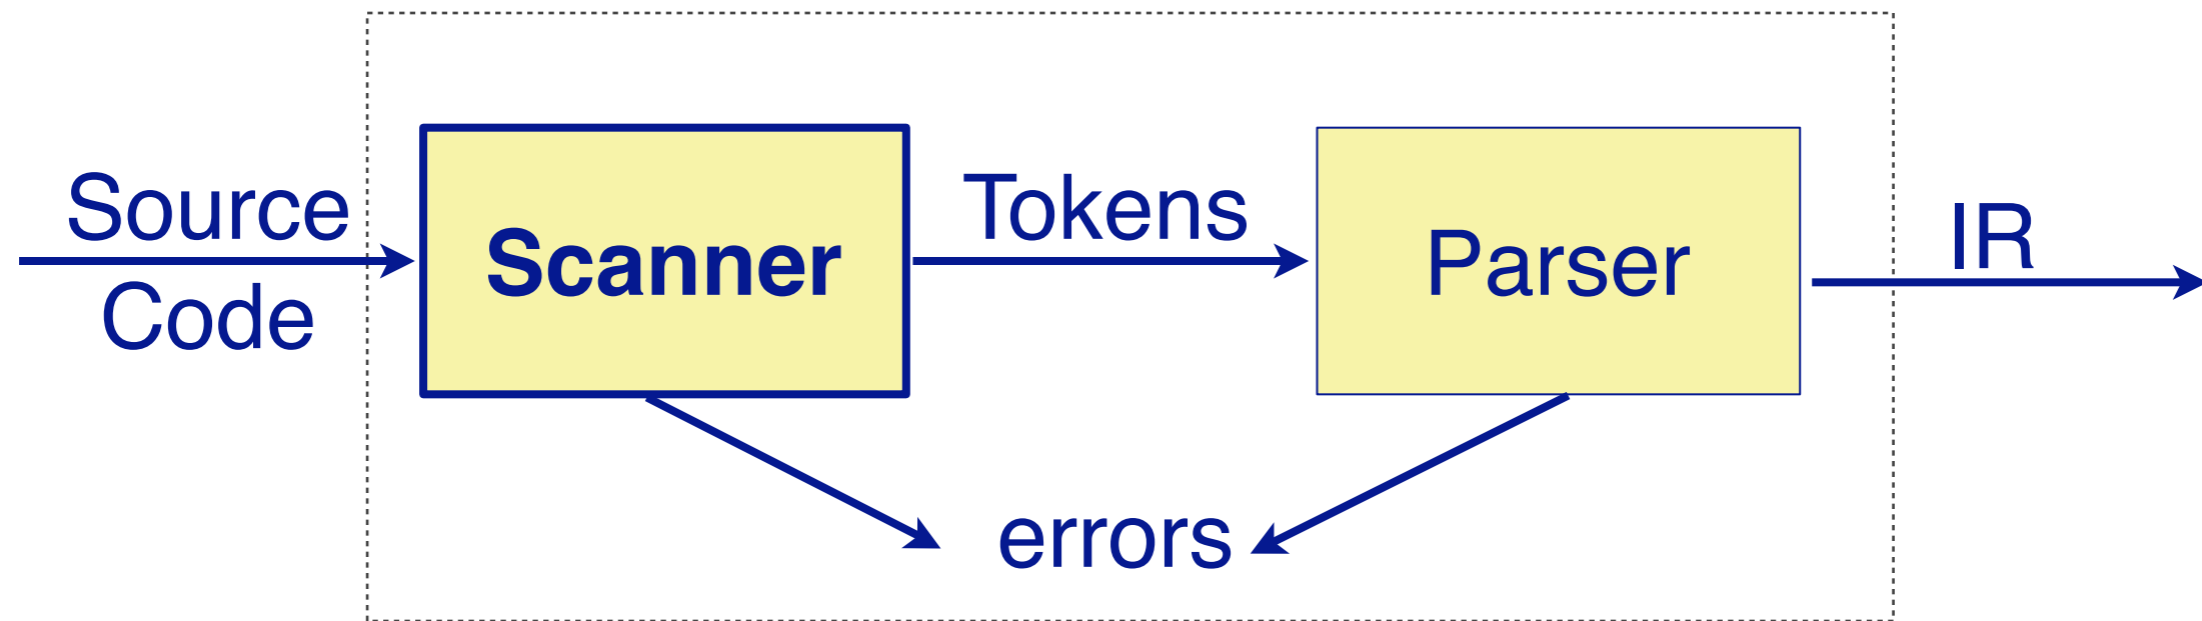 Source
Code
Scanner
Tokens
Parser
IR
errors